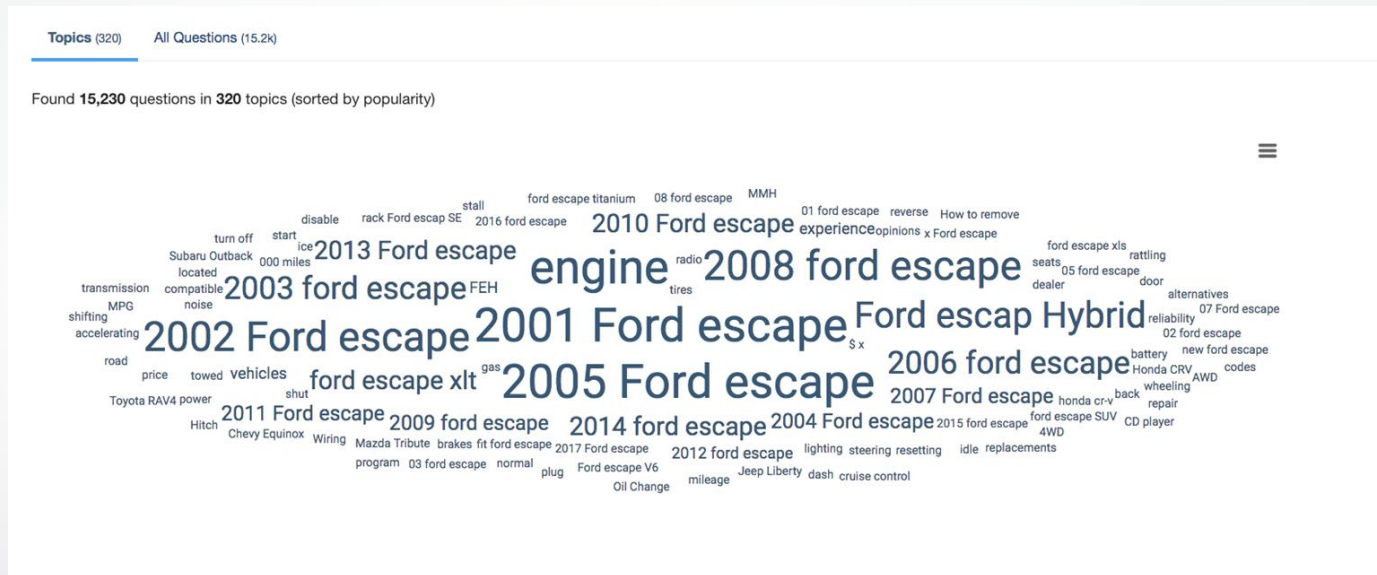 Topics (320) All Questions (15.2k)
Found 15,230 questions in 320 topics (sorted by popularity)
ford escape titanium 08 ford escape MMH
stall
disable rack Ford escap SE 2016 ford escape 2010 Ford escape 01 ford escape reverse How to remove
experience opinions x Ford escape
turn off start
ice 2013 Ford escape engine radio 2008 ford escape ford escape xls
Subaru Outback 000 miles seats rattling
located 05 ford escape
transmission compatible 2003 ford escape FEH tires dealer door
alternatives
MPG noise
shifting 2001 Ford escape Ford escap Hybrid reliability 07 Ford escape
accelerating 2002 Ford escape $ x 02 ford escape
road 2006 ford escape battery new ford escape
price towed vehicles ford escape xlt gas 2005 Ford escape Honda CRV AWD codes
wheeling
Toyota RAV4 power shut 2007 Ford escape honda cr-v back repair
Hitch 2011 Ford escape 2009 ford escape 2014 ford escape 2004 Ford escape 2015 ford escape ford escape SUV CD player
4WD
Chevy Equinox Wiring Mazda Tribute brakes fit ford escape 2017 Ford escape 2012 ford escape lighting steering resetting idle replacements
program 03 ford escape normal plug Ford escape V6 Jeep Liberty dash cruise control
Oil Change mileage